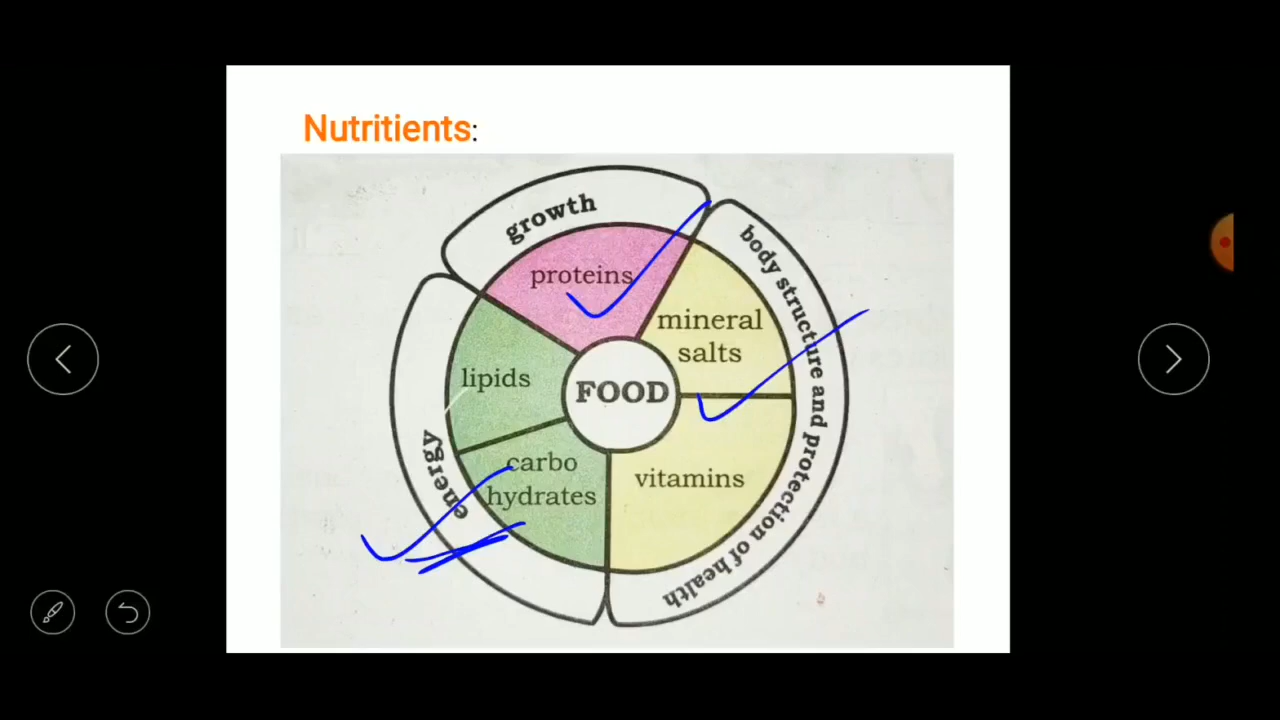 Nutritients:
growth
proteins
body structure and protection of health
mineral
salts
lipids
FOOD
energy
carbo
hydrates
vitamins